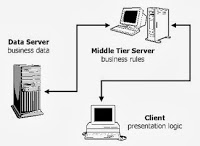 Data Server
business data
Middle Tier Server
business rules
Client
presentation logic